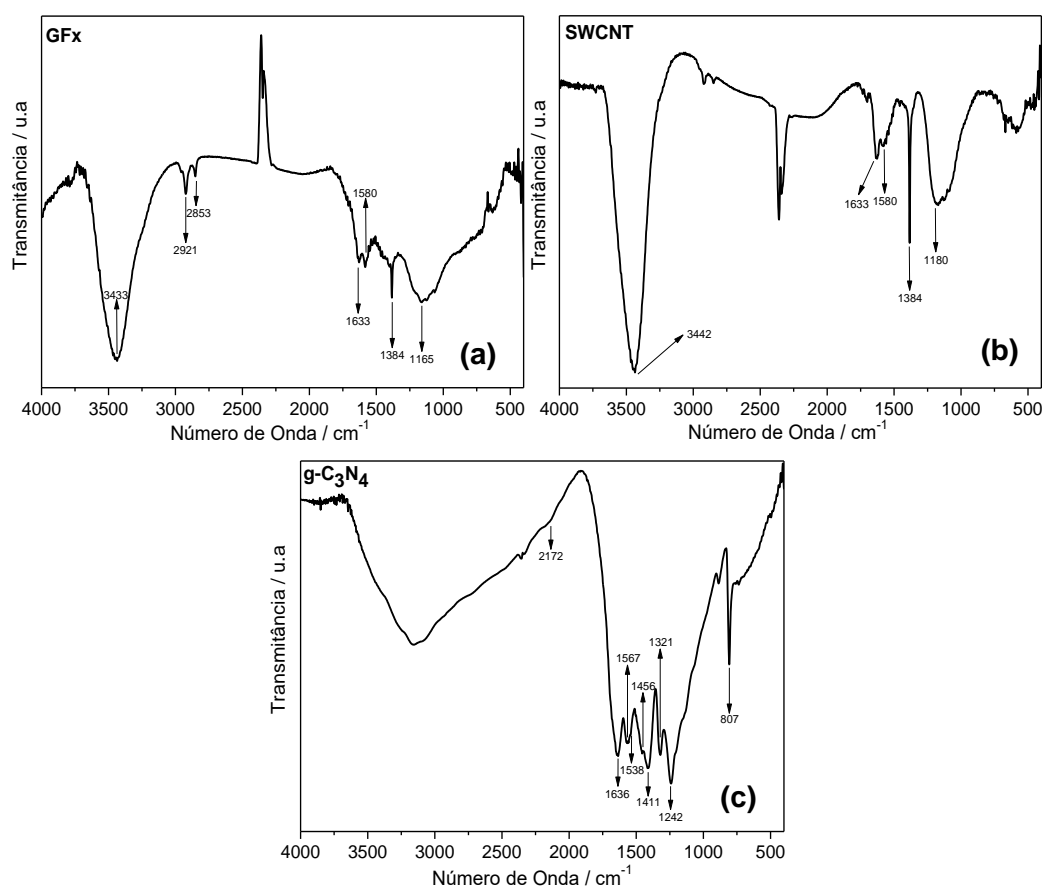 GFx
Transmitância / u.a
3433
2921
2853
1633
1580
1384
1165
(a)
4000 3500 3000 2500 2000 1500 1000 500
Número de Onda / cm⁻¹
SWCNT
Transmitância / u.a
3442
1633
1580
1384
1180
(b)
4000 3500 3000 2500 2000 1500 1000 500
Número de Onda / cm⁻¹
g-C₃N₄
Transmitância / u.a
2172
1636
1567
1538
1456
1411
1321
1242
807
(c)
4000 3500 3000 2500 2000 1500 1000 500
Número de Onda / cm⁻¹